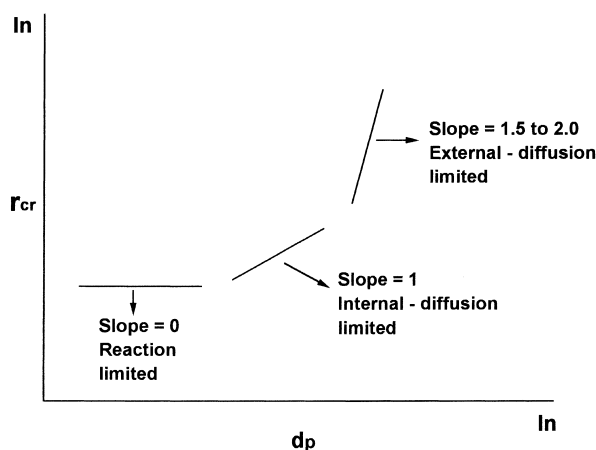 ln
Slope = 1.5 to 2.0
External - diffusion
limited
rcr
Slope = 1
Internal - diffusion
limited
Slope = 0
Reaction
limited
ln
dp